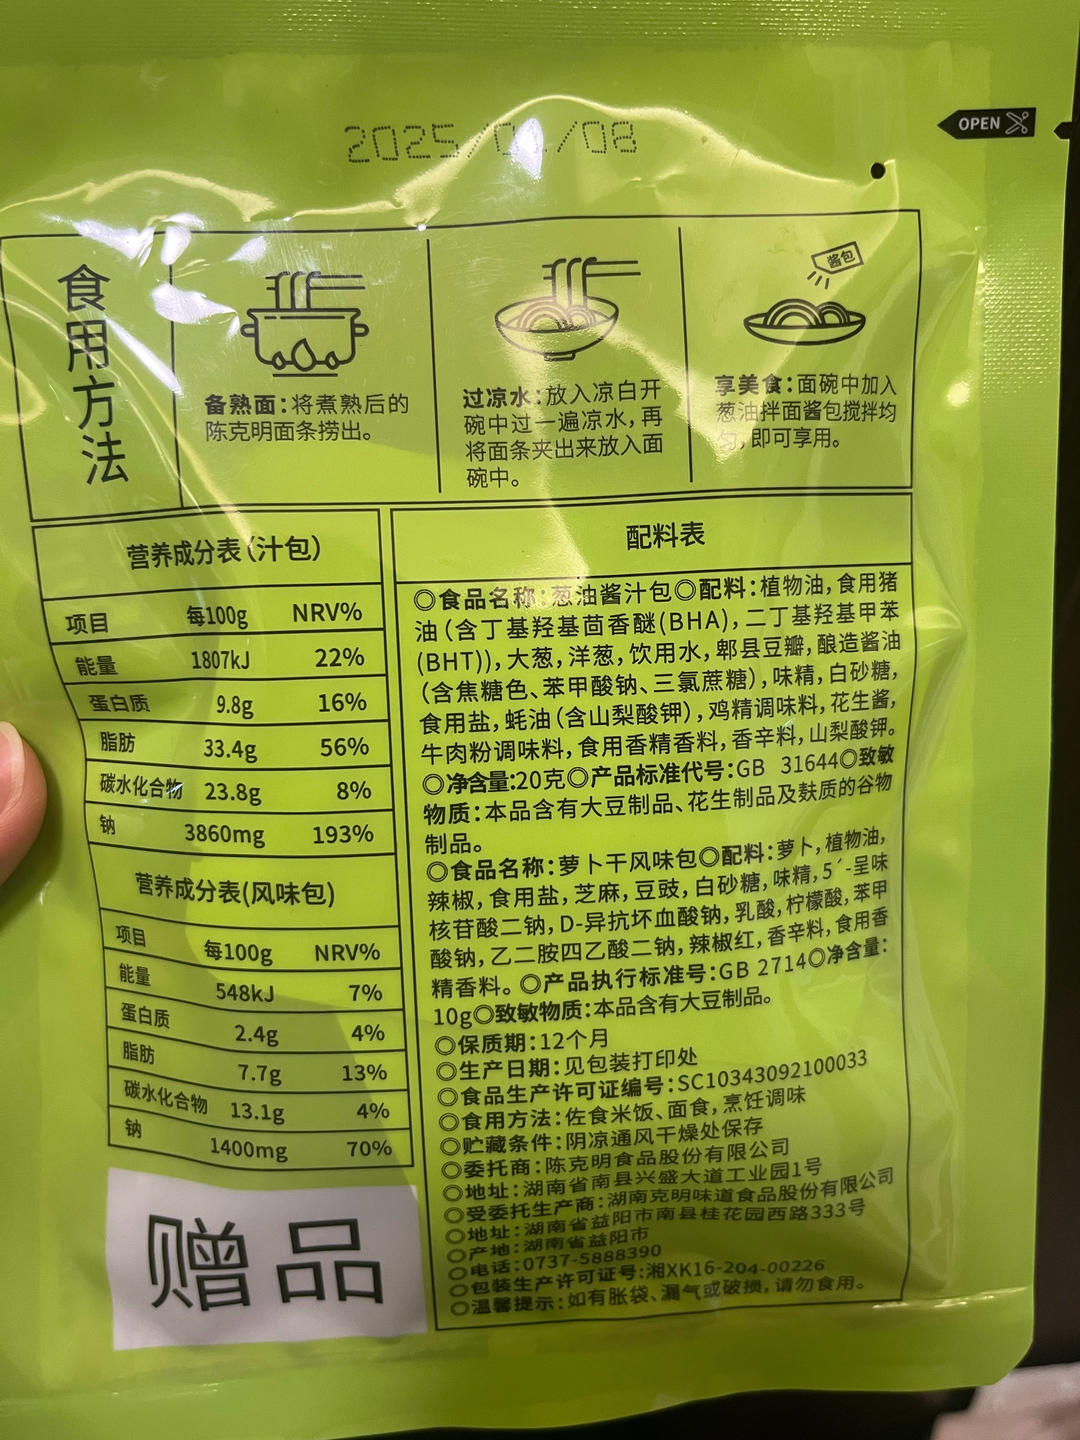 2025/0 /08
OPEN
食用方法
酱包
备熟面:将煮熟后的
陈克明面条捞出。
过凉水:放入凉白开
碗中过一遍凉水,再
将面条夹出来放入面
碗中。
享美食:面碗中加入
葱油拌面酱包搅拌均
匀,即可享用。
营养成分表(汁包)
项目 每100g NRV%
能量 1807kJ 22%
蛋白质 9.8g 16%
脂肪 33.4g 56%
碳水化合物 23.8g 8%
钠 3860mg 193%
营养成分表(风味包)
项目 每100g NRV%
能量 548kJ 7%
蛋白质 2.4g 4%
脂肪 7.7g 13%
碳水化合物 13.1g 4%
钠 1400mg 70%
赠品
配料表
◎食品名称:葱油酱汁包◎配料:植物油,食用猪
油(含丁基羟基茴香醚(BHA),二丁基羟基甲苯
(BHT)),大葱,洋葱,饮用水,郫县豆瓣,酿造酱油
(含焦糖色、苯甲酸钠、三氯蔗糖),味精,白砂糖,
食用盐,蚝油(含山梨酸钾),鸡精调味料,花生酱,
牛肉粉调味料,食用香精香料,香辛料,山梨酸钾。
◎净含量:20克◎产品标准代号:GB 31644◎致敏
物质:本品含有大豆制品、花生制品及麸质的谷物
制品。
◎食品名称:萝卜干风味包◎配料:萝卜,植物油,
辣椒,食用盐,芝麻,豆豉,白砂糖,味精,5´-呈味
核苷酸二钠,D-异抗坏血酸钠,乳酸,柠檬酸,苯甲
酸钠,乙二胺四乙酸二钠,辣椒红,香辛料,食用香
精香料。◎产品执行标准号:GB 2714◎净含量:
10g◎致敏物质:本品含有大豆制品。
◎保质期:12个月
◎生产日期:见包装打印处
◎食品生产许可证编号:SC10343092100033
◎食用方法:佐食米饭、面食,烹饪调味
◎贮藏条件:阴凉通风干燥处保存
◎委托商:陈克明食品股份有限公司
◎地址:湖南省南县兴盛大道工业园1号
◎受委托生产商:湖南克明味道食品股份有限公司
◎地址:湖南省益阳市南县桂花园西路333号
◎产地:湖南省益阳市
◎电话:0737-5888390
◎包装生产许可证号:湘XK16-204-00226
◎温馨提示:如有胀袋、漏气或破损,请勿食用。